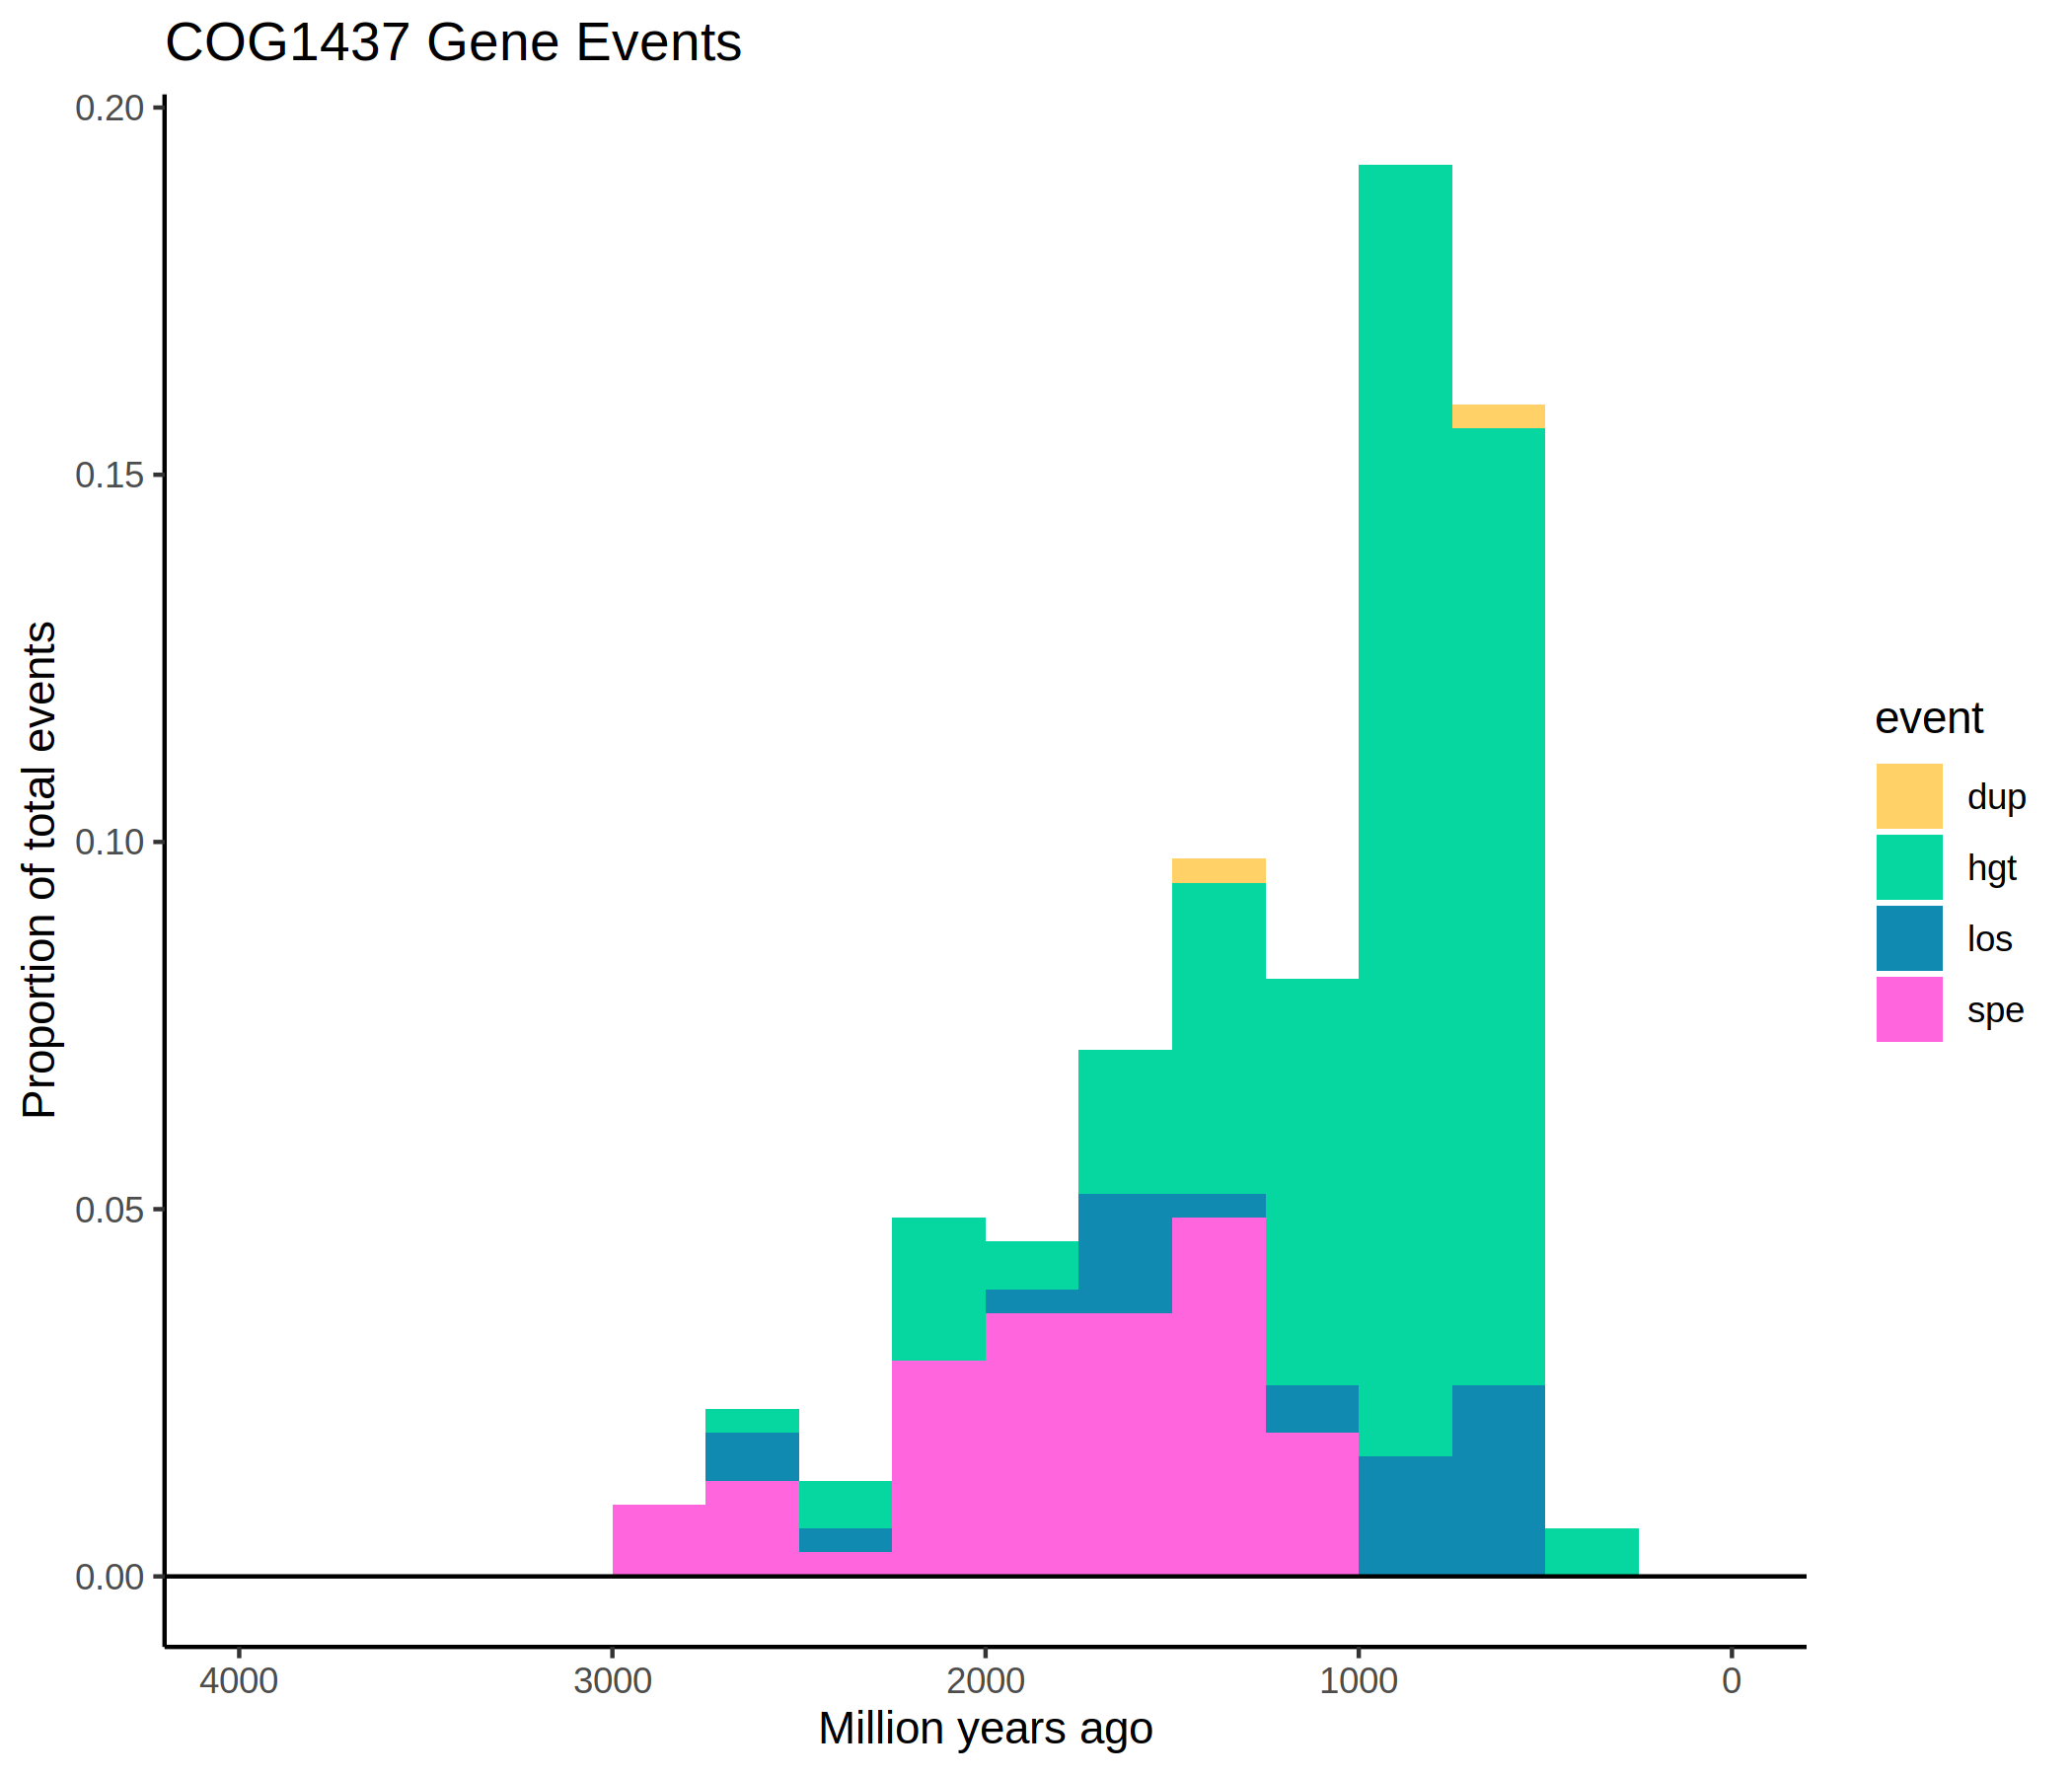 COG1437 Gene Events
Proportion of total events
0.20
0.15
0.10
0.05
0.00
4000 3000 2000 1000 0
Million years ago
event
dup
hgt
los
spe